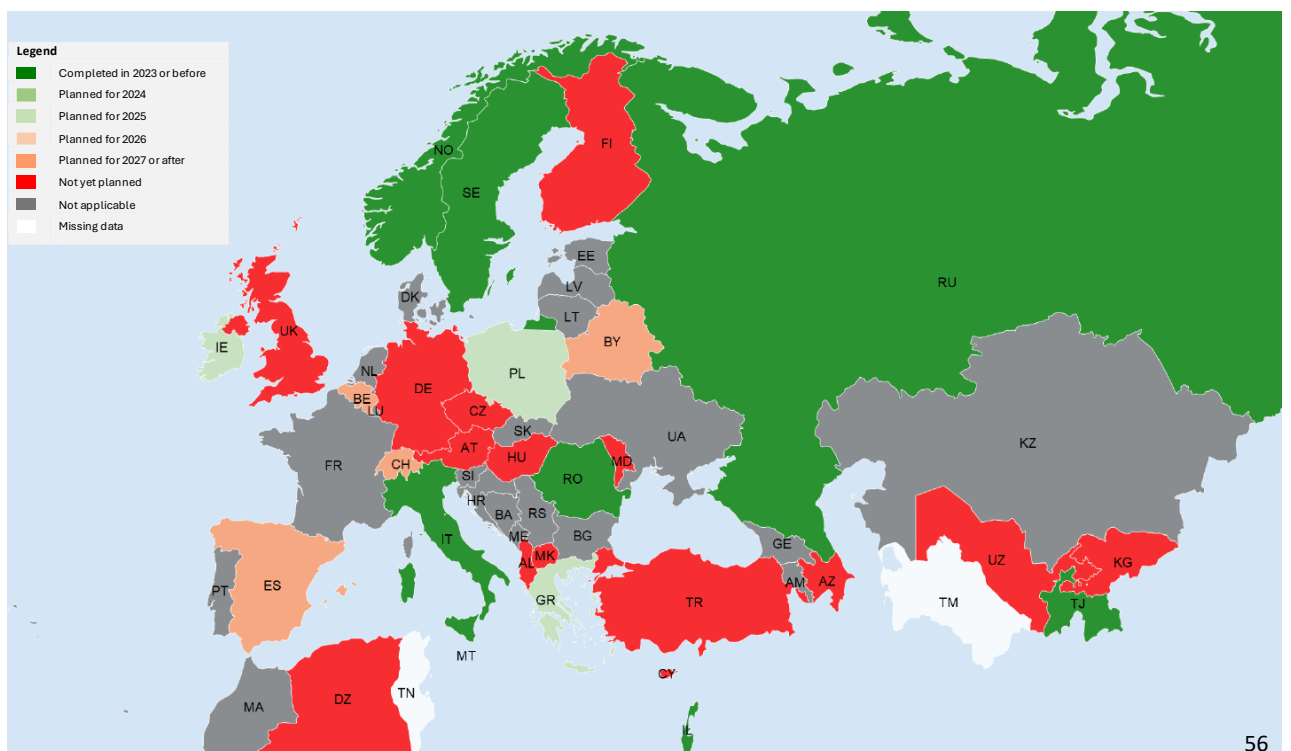 Legend
Completed in 2023 or before
Planned for 2024
Planned for 2025
Planned for 2026
Planned for 2027 or after
Not yet planned
Not applicable
Missing data
NO
FI
SE
RU
EE
DK
LV
LT
UK
IE
BY
NL
PL
DE
BE
LU
CZ
SK
UA
KZ
AT
HU
MD
CH
FR
SI
RO
HR
BA
RS
IT
ME
BG
GE
AL
MK
AM
AZ
UZ
KG
PT
ES
GR
TR
TM
TJ
MT
CY
TN
DZ
MA
IL
56